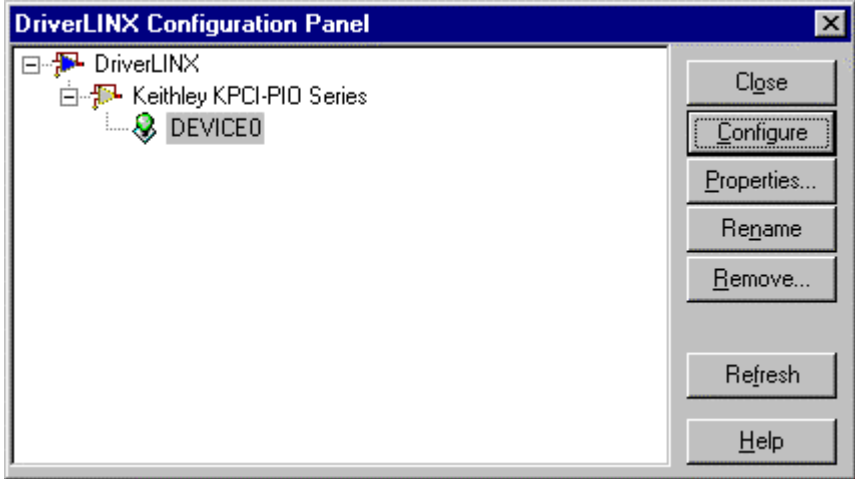 DriverLINX Configuration Panel
DriverLINX
Keithley KPCI-PIO Series
DEVICE0
Close
Configure
Properties...
Rename
Remove...
Refresh
Help